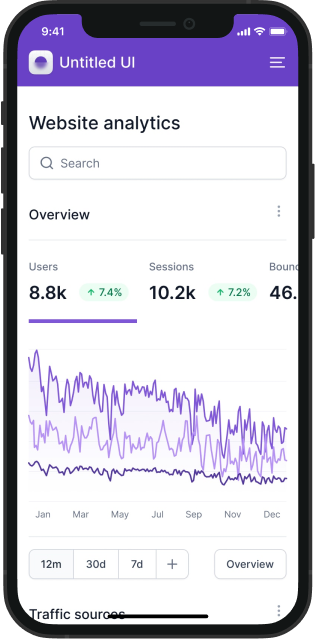 9:41
Untitled UI
Website analytics
Search
Overview
Users Sessions Bounc
8.8k 7.4% 10.2k 7.2% 46.
Jan Mar May Jul Sep Nov Dec
12m 30d 7d Overview
Traffic sources